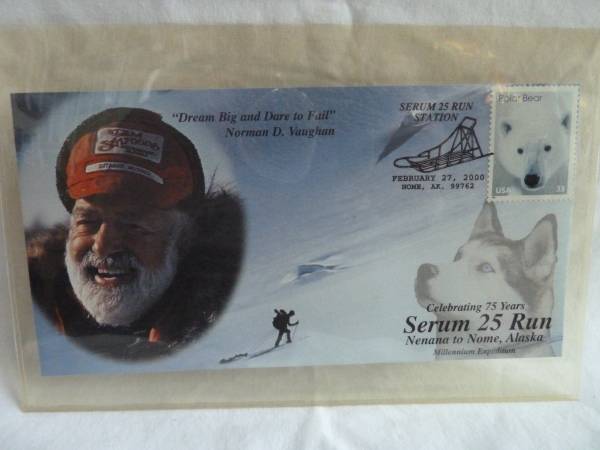 "Dream Big and Dare to Fail"
Norman D. Vaughan
SERUM 25 RUN
STATION
FEBRUARY 27, 2000
NOME, AK. 99762
Polar Bear
USA
33
TEAM
Celebrating 75 Years
Serum 25 Run
Nenana to Nome, Alaska
Millennium Expedition